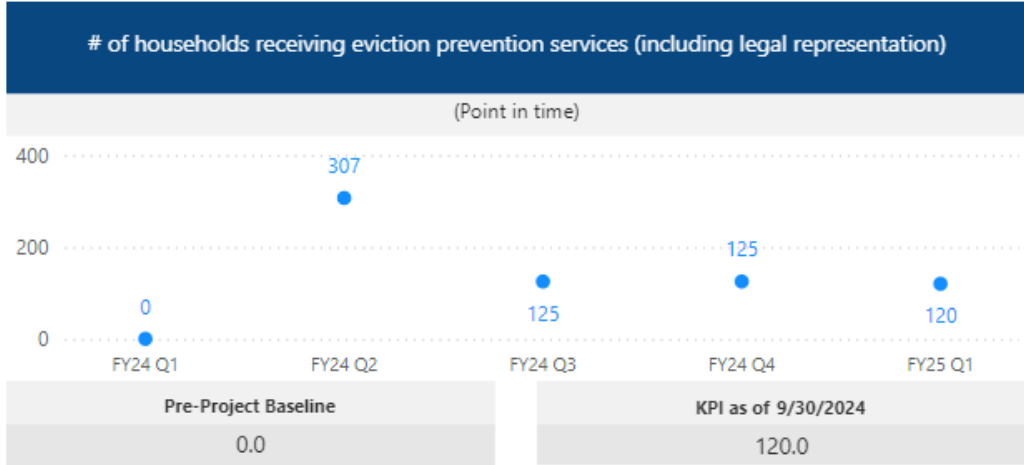 # of households receiving eviction prevention services (including legal representation)
(Point in time)
400
307
200
125
0
125
120
0
FY24 Q1 FY24 Q2 FY24 Q3 FY24 Q4 FY25 Q1
Pre-Project Baseline KPI as of 9/30/2024
0.0 120.0